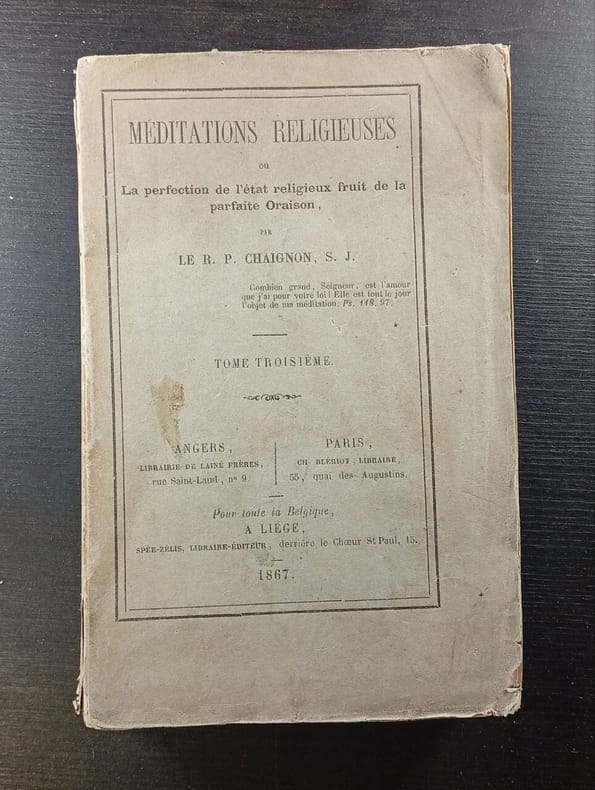 MÉDITATIONS RELIGIEUSES
OU
La perfection de l'état religieux fruit de la
parfaite Oraison,
PAR
LE R. P. CHAIGNON, S. J.
Combien grand, Seigneur, est l'amour
que j'ai pour votre loi! Elle est tout le jour
l'objet de ma méditation. Ps. 118, 97.
TOME TROISIÈME.
ANGERS,
LIBRAIRIE DE LAINÉ FRÈRES,
rue Saint-Laud, nº 9.
PARIS,
CH. BLÉRIOT, LIBRAIRE,
55, quai des Augustins.
Pour toute la Belgique,
A LIÉGE,
SPÉE-ZÉLIS, LIBRAIRE-ÉDITEUR, derrière le Chœur St-Paul, 15.
1867.